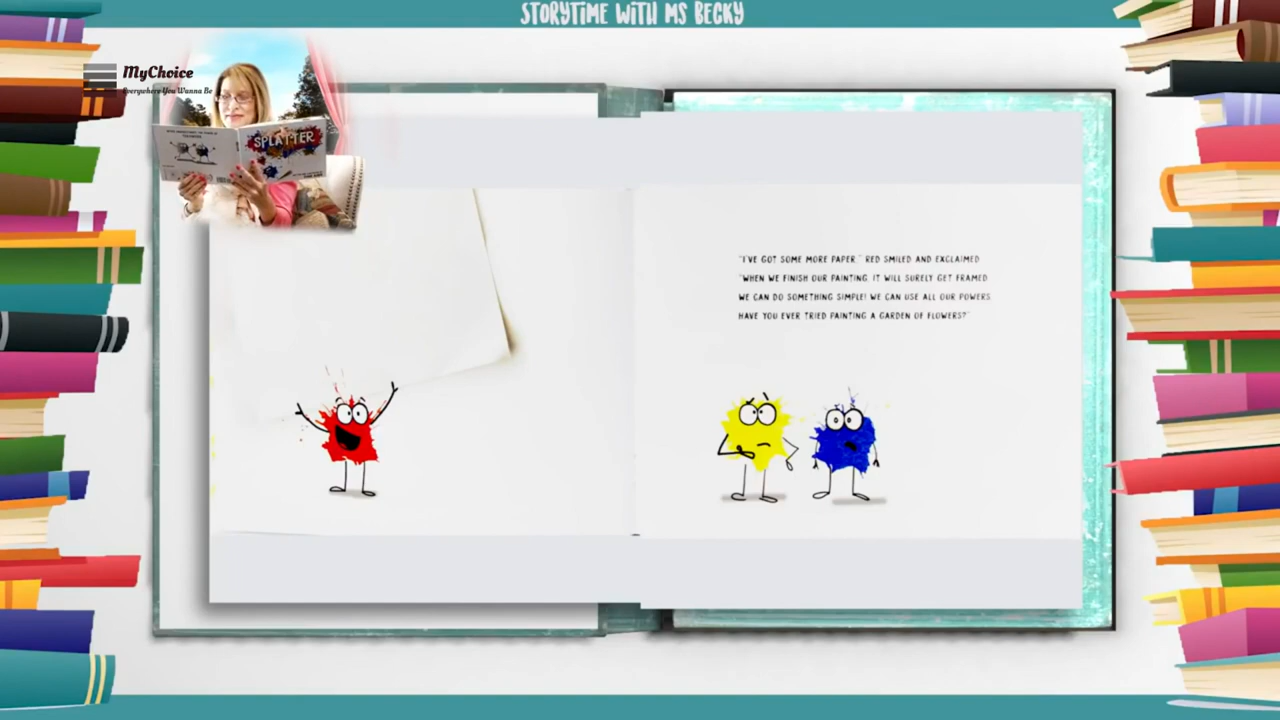 STORYTIME WITH MS BECKY
MyChoice
Everywhere You Wanna Be
SPLATTER
"I'VE GOT SOME MORE PAPER." RED SMILED AND EXCLAIMED
"WHEN WE FINISH OUR PAINTING, IT WILL SURELY GET FRAMED.
WE CAN DO SOMETHING SIMPLE! WE CAN USE ALL OUR POWERS.
HAVE YOU EVER TRIED PAINTING A GARDEN OF FLOWERS?"